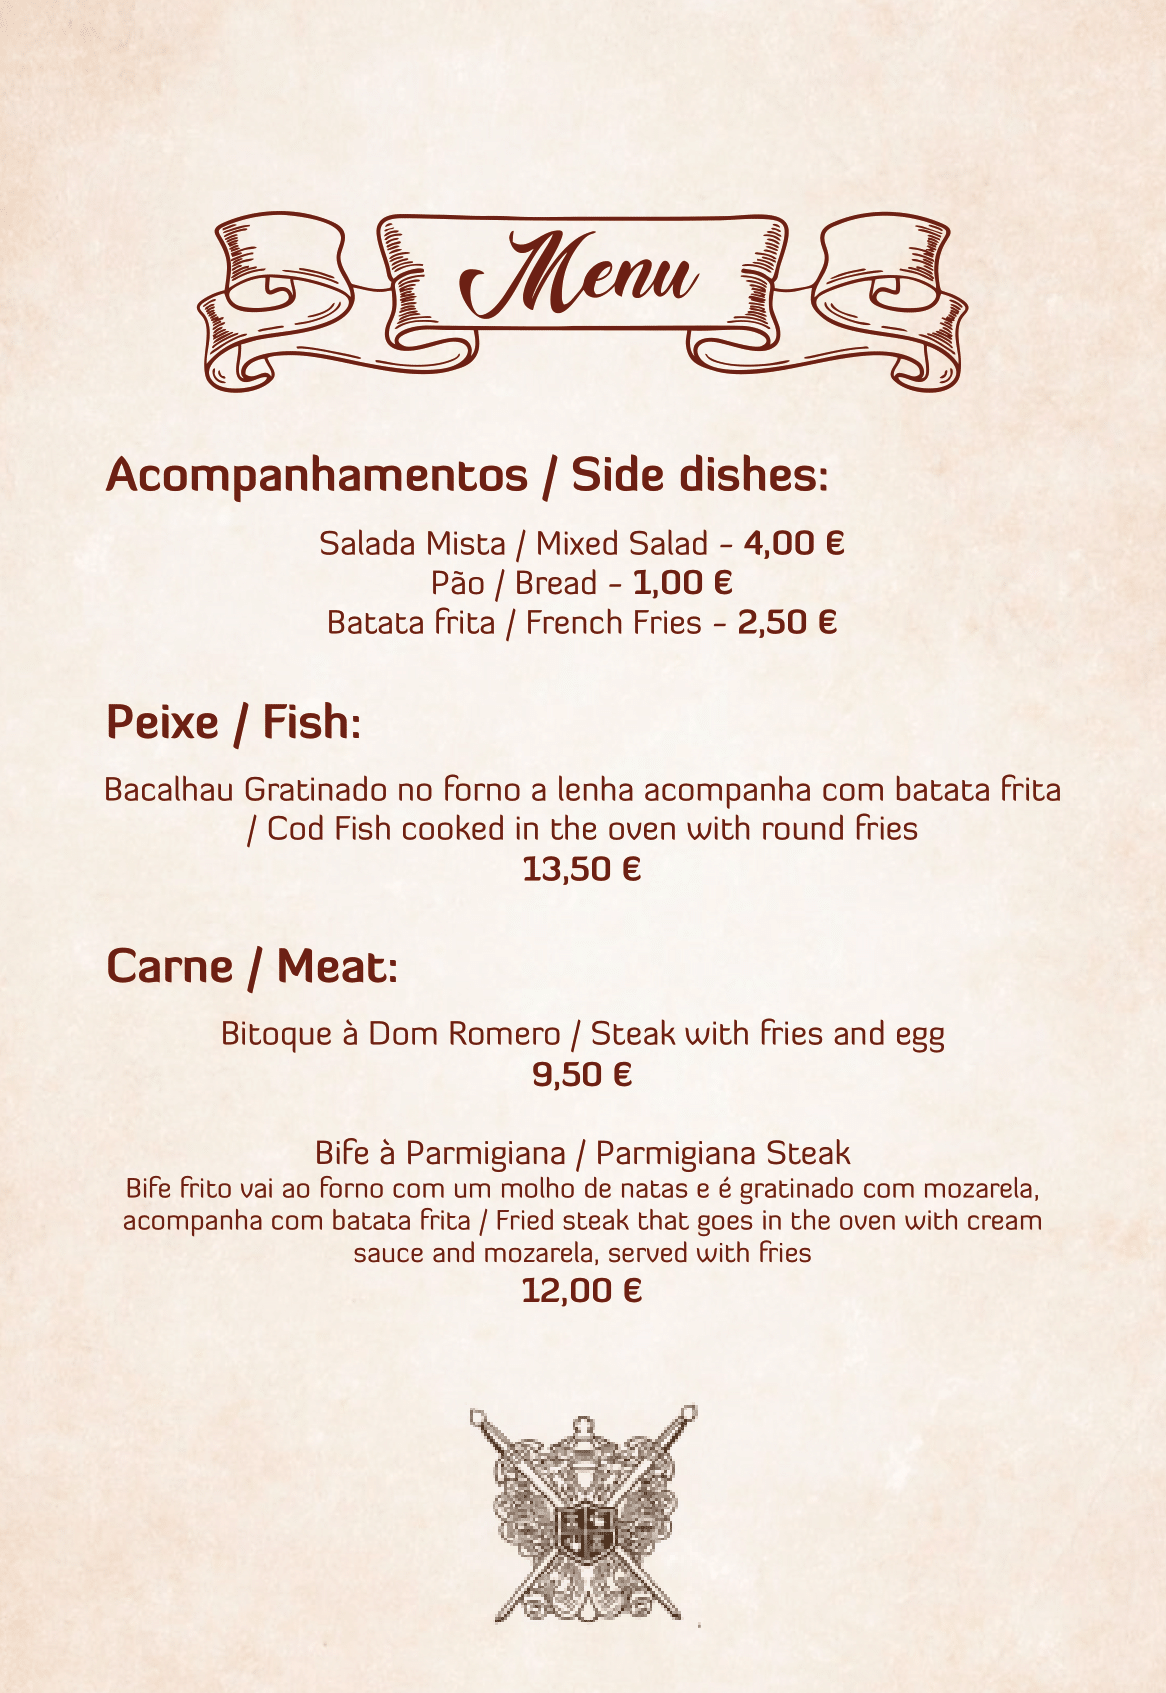 Menu
Acompanhamentos / Side dishes:
Salada Mista / Mixed Salad - 4,00 €
Pão / Bread - 1,00 €
Batata frita / French Fries - 2,50 €
Peixe / Fish:
Bacalhau Gratinado no forno a lenha acompanha com batata frita
/ Cod Fish cooked in the oven with round fries
13,50 €
Carne / Meat:
Bitoque à Dom Romero / Steak with fries and egg
9,50 €
Bife à Parmigiana / Parmigiana Steak
Bife frito vai ao forno com um molho de natas e é gratinado com mozarela,
acompanha com batata frita / Fried steak that goes in the oven with cream
sauce and mozarela, served with fries
12,00 €